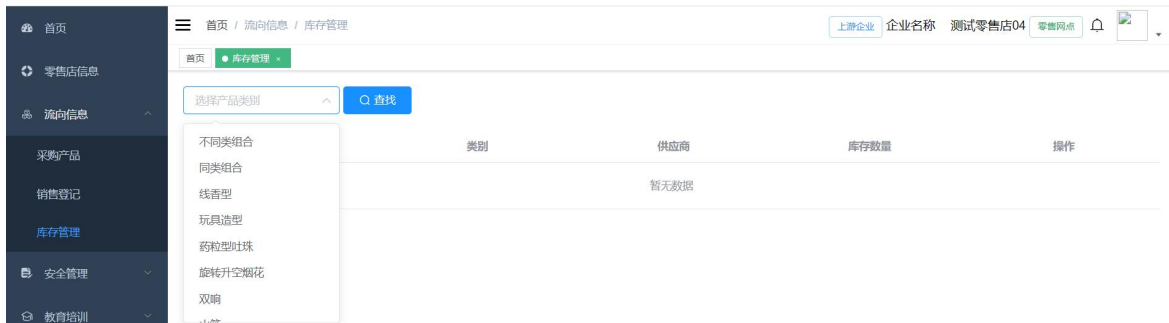 首页
零售店信息
流向信息
采购产品
销售登记
库存管理
安全管理
教育培训
首页 / 流向信息 / 库存管理
上游企业 企业名称 测试零售店04 零售网点
首页 库存管理 ×
选择产品类别 查找
类别 供应商 库存数量 操作
暂无数据
不同类组合
同类组合
线香型
玩具造型
药粒型吐珠
旋转升空烟花
双响